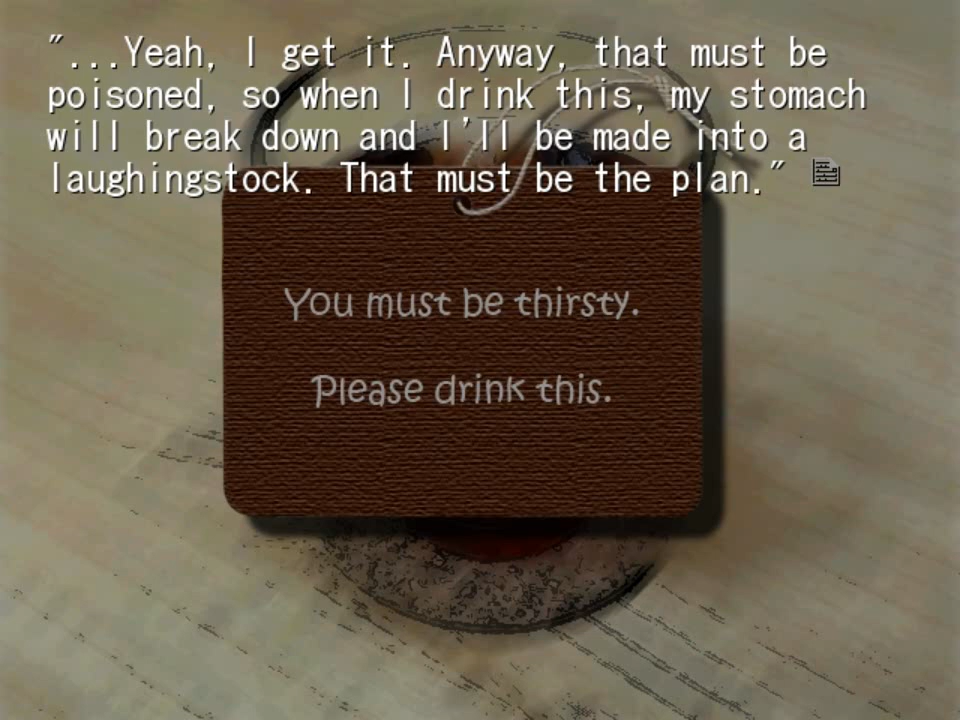 "...Yeah, I get it. Anyway, that must be
poisoned, so when I drink this, my stomach
will break down and I'll be made into a
laughingstock. That must be the plan."
You must be thirsty.
Please drink this.